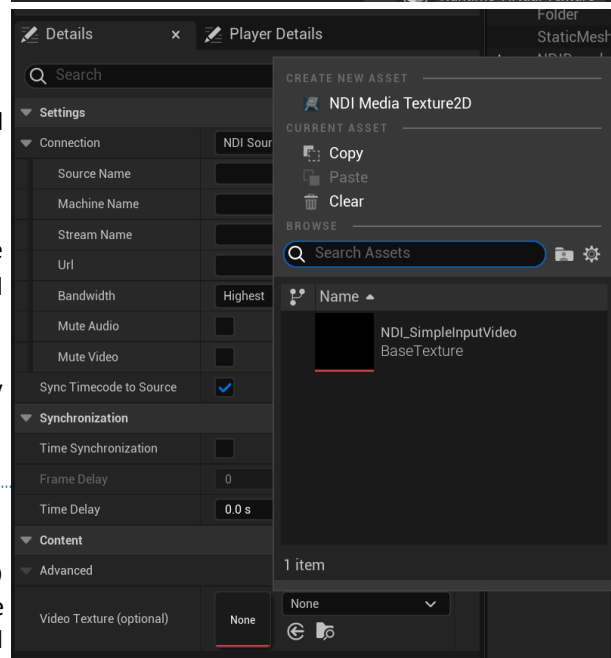 Folder
Details
Player Details
StaticMesh
Search
CREATE NEW ASSET
NDI Media Texture2D
Settings
CURRENT ASSET
Connection
NDI Sour
Copy
Source Name
Paste
Machine Name
Clear
Stream Name
BROWSE
Url
Search Assets
Bandwidth
Highest
Name
Mute Audio
NDI_SimpleInputVideo
Mute Video
BaseTexture
Sync Timecode to Source
Synchronization
Time Synchronization
Frame Delay
0
Time Delay
0.0 s
Content
1 item
Advanced
None
Video Texture (optional)
None